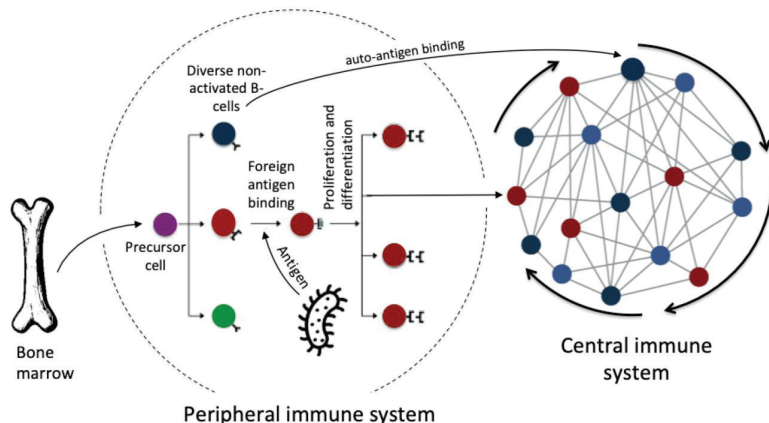 Diverse non-
activated B-
cells
auto-antigen binding
Foreign
antigen
binding
Proliferation and
differentiation
Precursor
cell
Antigen
Bone
marrow
Peripheral immune system
Central immune
system